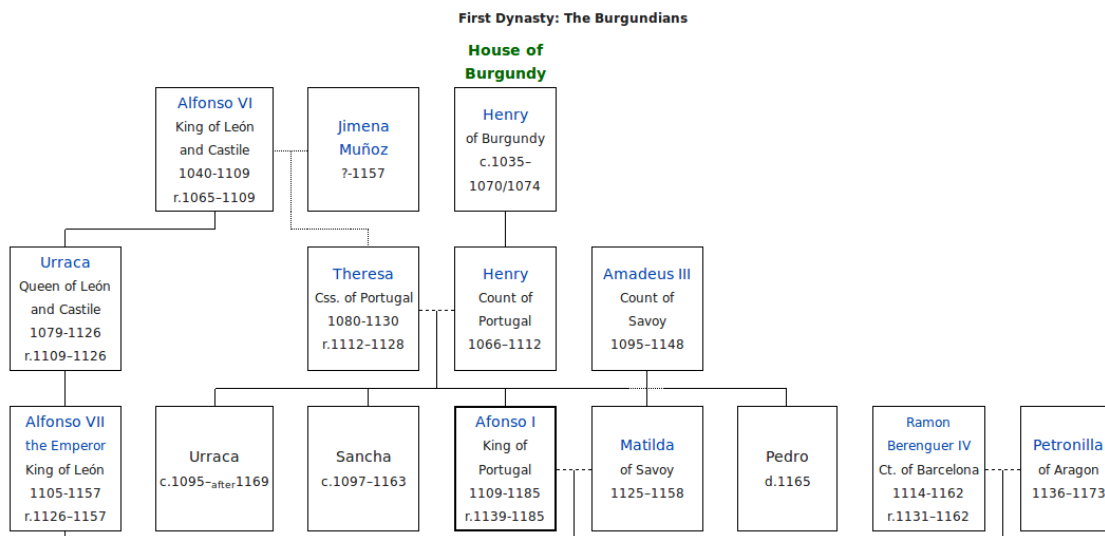 First Dynasty: The Burgundians
House of
Burgundy
Alfonso VI
King of León
and Castile
1040-1109
r.1065–1109
Jimena
Muñoz
?-1157
Henry
of Burgundy
c.1035–
1070/1074
Urraca
Queen of León
and Castile
1079-1126
r.1109–1126
Theresa
Css. of Portugal
1080-1130
r.1112–1128
Henry
Count of
Portugal
1066–1112
Amadeus III
Count of
Savoy
1095–1148
Alfonso VII
the Emperor
King of León
1105-1157
r.1126–1157
Urraca
c.1095–after1169
Sancha
c.1097–1163
Afonso I
King of
Portugal
1109-1185
r.1139-1185
Matilda
of Savoy
1125–1158
Pedro
d.1165
Ramon
Berenguer IV
Ct. of Barcelona
1114-1162
r.1131–1162
Petronilla
of Aragon
1136–1173